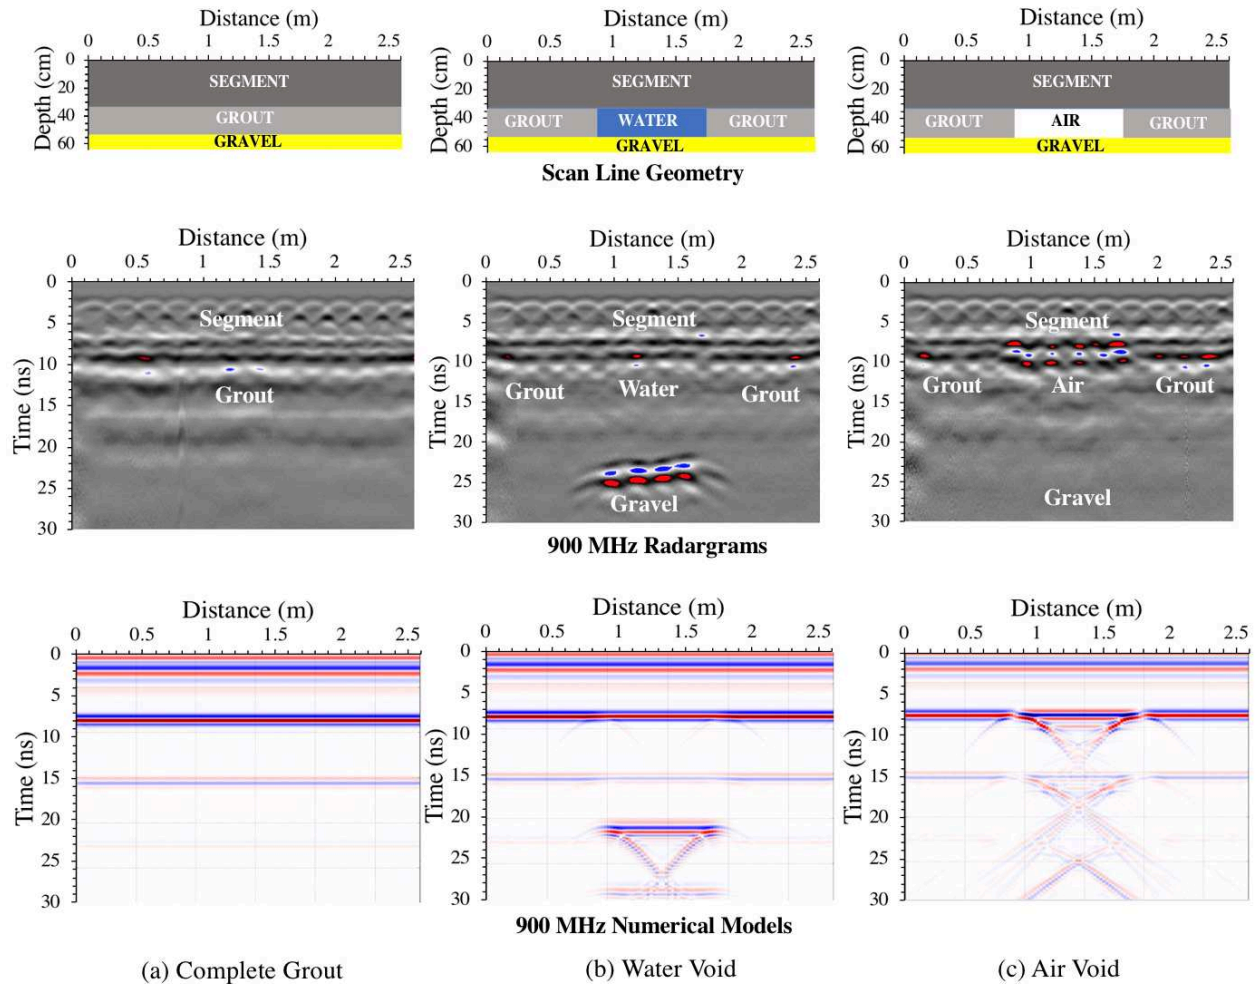 Distance (m)
0 0.5 1 1.5 2 2.5
Depth (cm)
0
20
40
60
SEGMENT
GROUT
GRAVEL
Distance (m)
0 0.5 1 1.5 2 2.5
0
20
40
60
SEGMENT
GROUT WATER GROUT
GRAVEL
Distance (m)
0 0.5 1 1.5 2 2.5
0
20
40
60
SEGMENT
GROUT AIR GROUT
GRAVEL
Scan Line Geometry
Distance (m)
0 0.5 1 1.5 2 2.5
Time (ns)
0
5
10
15
20
25
30
Segment
Grout
Distance (m)
0 0.5 1 1.5 2 2.5
Time (ns)
0
5
10
15
20
25
30
Segment
Grout Water Grout
Gravel
Distance (m)
0 0.5 1 1.5 2 2.5
Time (ns)
0
5
10
15
20
25
30
Segment
Grout Air Grout
Gravel
900 MHz Radargrams
Distance (m)
0 0.5 1 1.5 2 2.5
Time (ns)
0
5
10
15
20
25
30
Distance (m)
0 0.5 1 1.5 2 2.5
Time (ns)
0
5
10
15
20
25
30
Distance (m)
0 0.5 1 1.5 2 2.5
Time (ns)
0
5
10
15
20
25
30
900 MHz Numerical Models
(a) Complete Grout
(b) Water Void
(c) Air Void